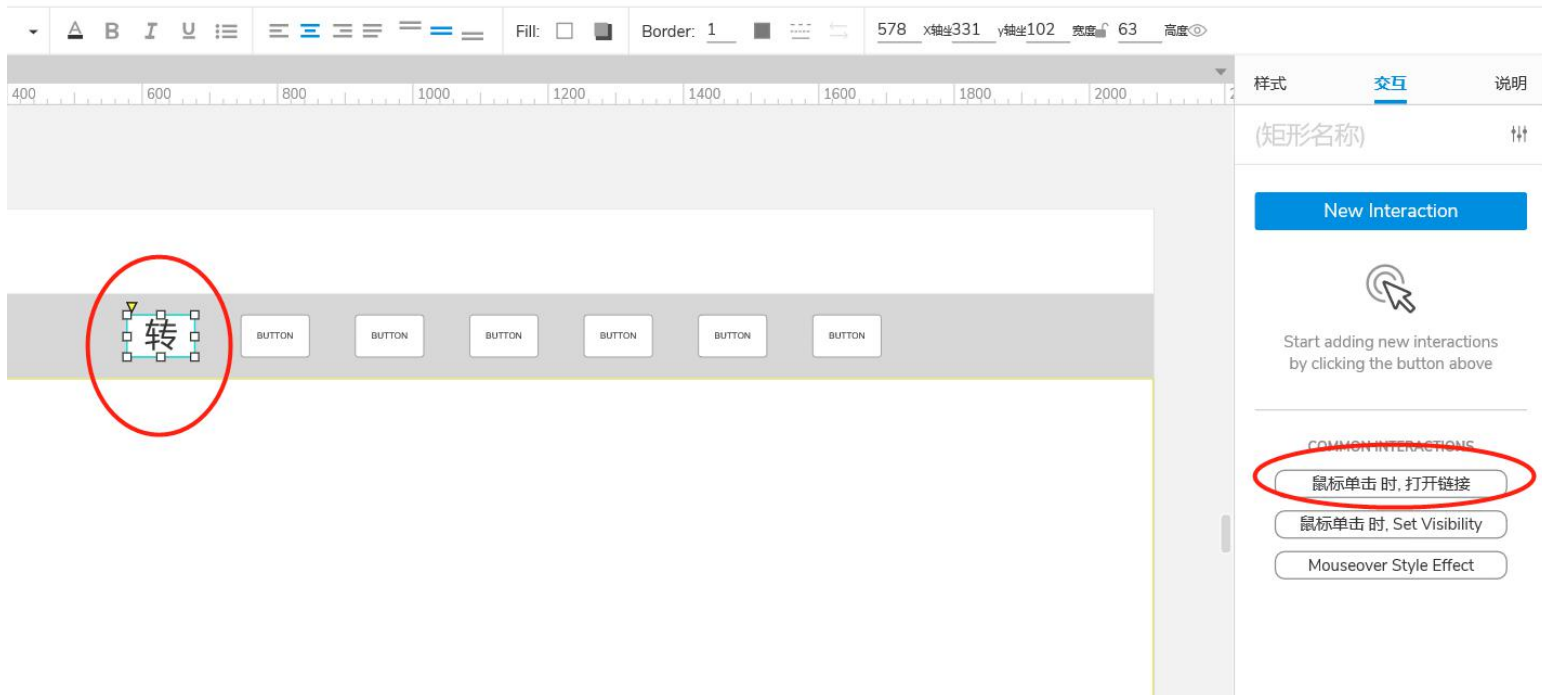 A B I U Fill: Border: 1 578 X轴坐331 y轴坐102 宽度 63 高度
400 600 800 1000 1200 1400 1600 1800 2000 2
样式 交互 说明
(矩形名称)
New Interaction
转 BUTTON BUTTON BUTTON BUTTON BUTTON BUTTON
Start adding new interactions
by clicking the button above
COMMON INTERACTIONS
鼠标单击 时, 打开链接
鼠标单击 时, Set Visibility
Mouseover Style Effect